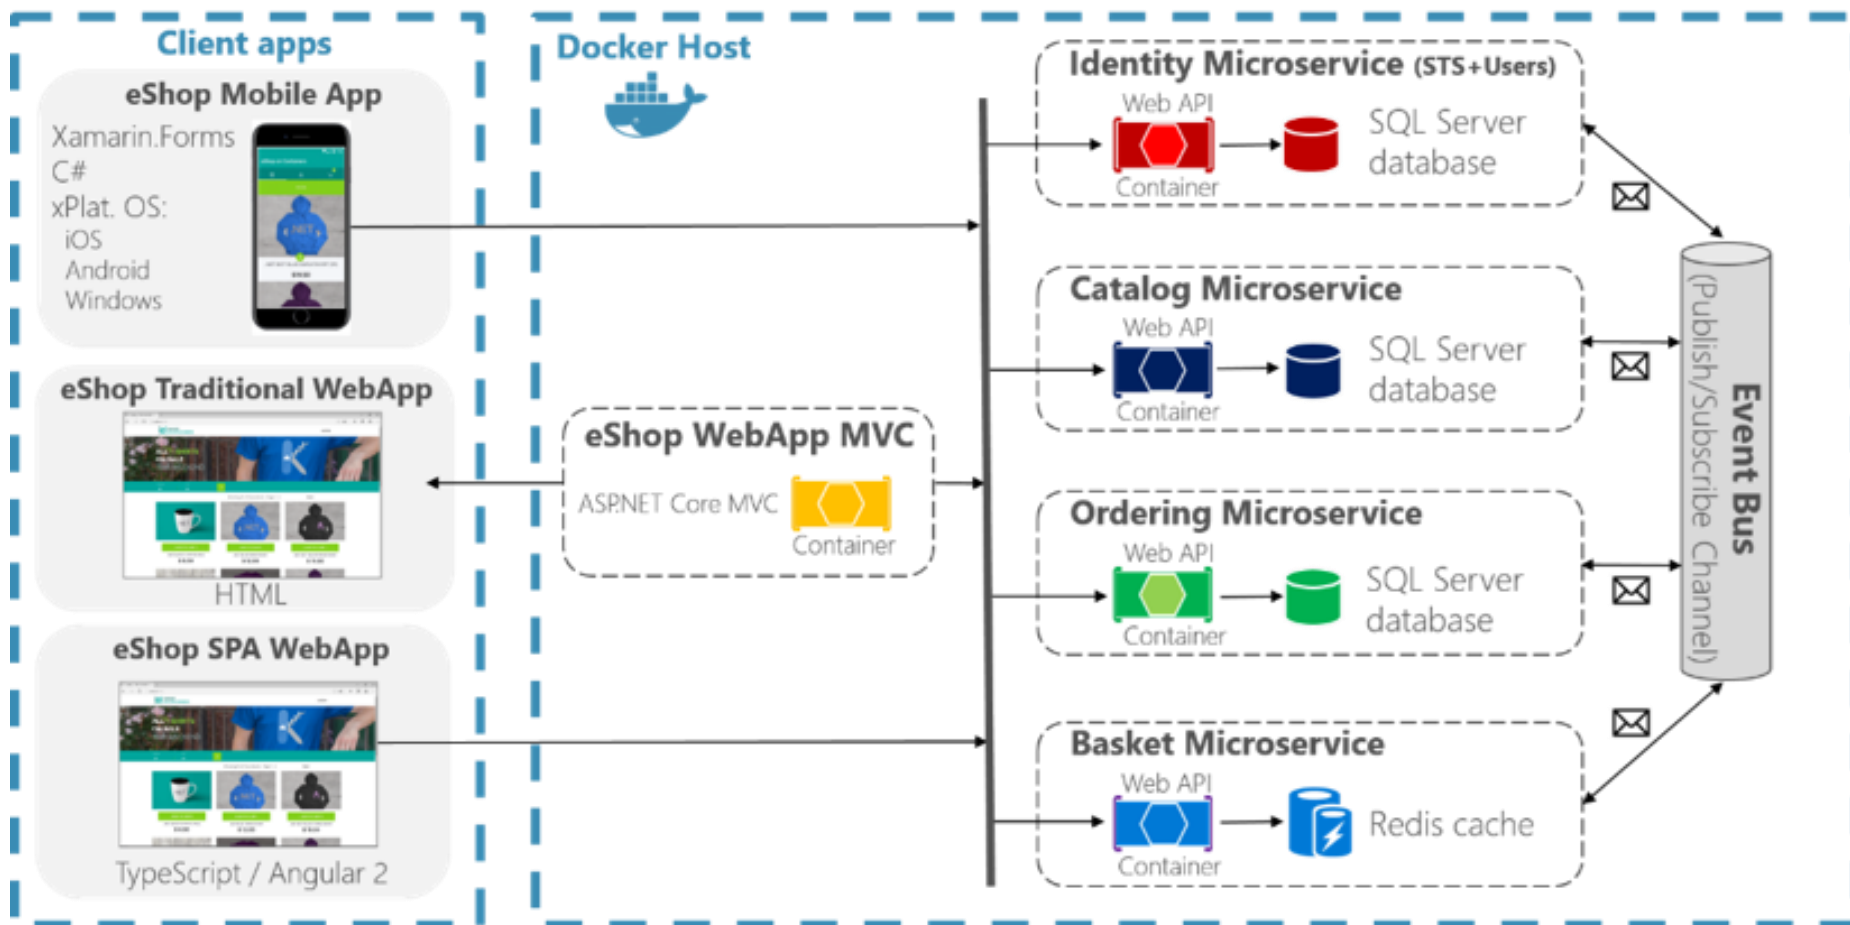 Client apps
eShop Mobile App
Xamarin.Forms
C#
xPlat. OS:
iOS
Android
Windows
eShop Traditional WebApp
HTML
eShop SPA WebApp
TypeScript / Angular 2
Docker Host
eShop WebApp MVC
ASP.NET Core MVC
Container
Identity Microservice (STS+Users)
Web API
Container
SQL Server
database
Catalog Microservice
Web API
Container
SQL Server
database
Ordering Microservice
Web API
Container
SQL Server
database
Basket Microservice
Web API
Container
Redis cache
Event Bus
(Publish/Subscribe Channel)